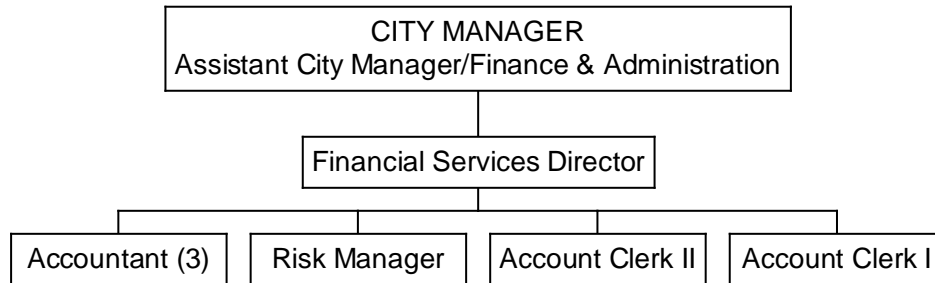 CITY MANAGER
Assistant City Manager/Finance & Administration
Financial Services Director
Accountant (3)
Risk Manager
Account Clerk II
Account Clerk I